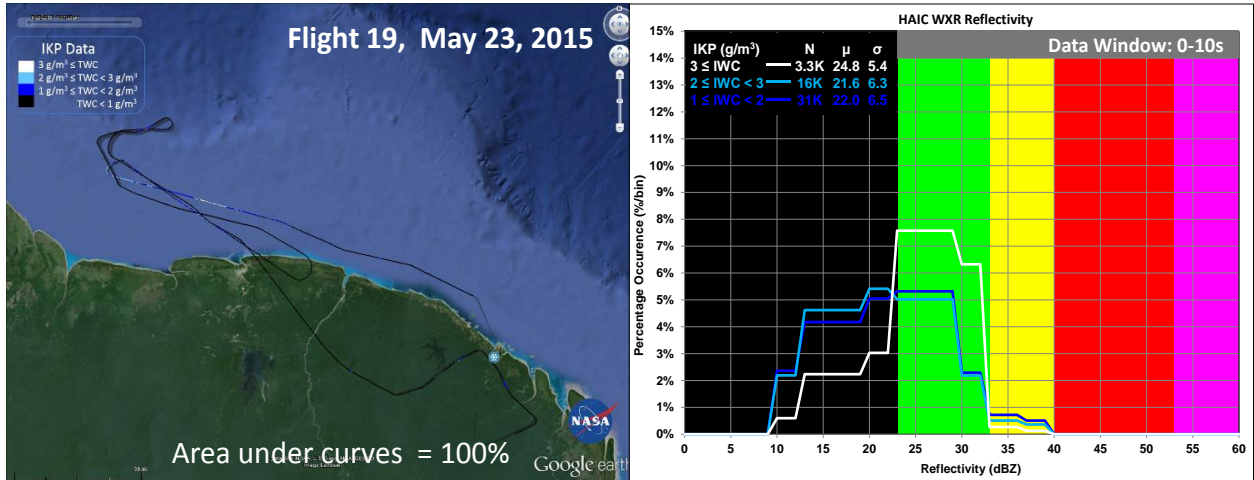 Flight 19, May 23, 2015
IKP Data
3 g/m³ ≤ TWC
2 g/m³ ≤ TWC < 3 g/m³
1 g/m³ ≤ TWC < 2 g/m³
TWC < 1 g/m³
NASA
Area under curves = 100%
Google earth
HAIC WXR Reflectivity
Data Window: 0-10s
IKP (g/m³) N µ σ
3 ≤ IWC 3.3K 24.8 5.4
2 ≤ IWC < 3 16K 21.6 6.3
1 ≤ IWC < 2 31K 22.0 6.5
Percentage Occurence (%/bin)
15%
14%
13%
12%
11%
10%
9%
8%
7%
6%
5%
4%
3%
2%
1%
0%
0 5 10 15 20 25 30 35 40 45 50 55 60
Reflectivity (dBZ)